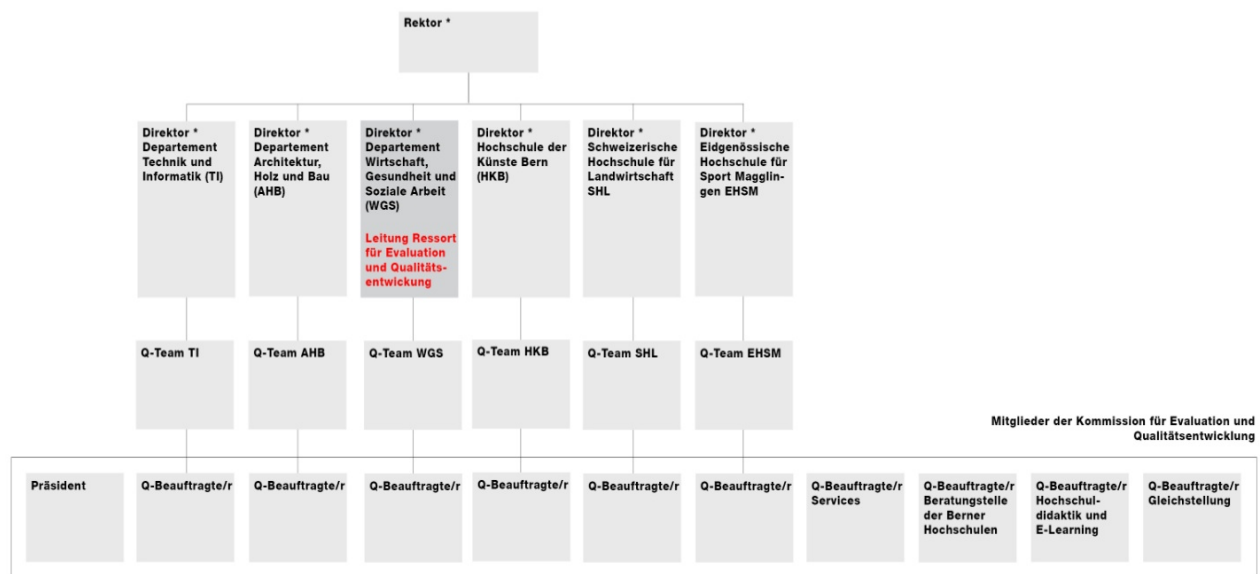 Rektor *
Direktor *
Departement
Technik und
Informatik (TI)
Direktor *
Departement
Architektur,
Holz und Bau
(AHB)
Direktor *
Departement
Wirtschaft,
Gesundheit und
Soziale Arbeit
(WGS)
Leitung Ressort
für Evaluation
und Qualitäts-
entwickung
Direktor *
Hochschule der
Künste Bern
(HKB)
Direktor *
Schweizerische
Hochschule für
Landwirtschaft
SHL
Direktor *
Eidgenössische
Hochschule für
Sport Magglin-
gen EHSM
Q-Team TI
Q-Team AHB
Q-Team WGS
Q-Team HKB
Q-Team SHL
Q-Team EHSM
Mitglieder der Kommission für Evaluation und
Qualitätsentwicklung
Präsident
Q-Beauftragte/r
Q-Beauftragte/r
Q-Beauftragte/r
Q-Beauftragte/r
Q-Beauftragte/r
Q-Beauftragte/r
Q-Beauftragte/r
Services
Q-Beauftragte/r
Beratungstelle
der Berner
Hochschulen
Q-Beauftragte/r
Hochschul-
didaktik und
E-Learning
Q-Beauftragte/r
Gleichstellung